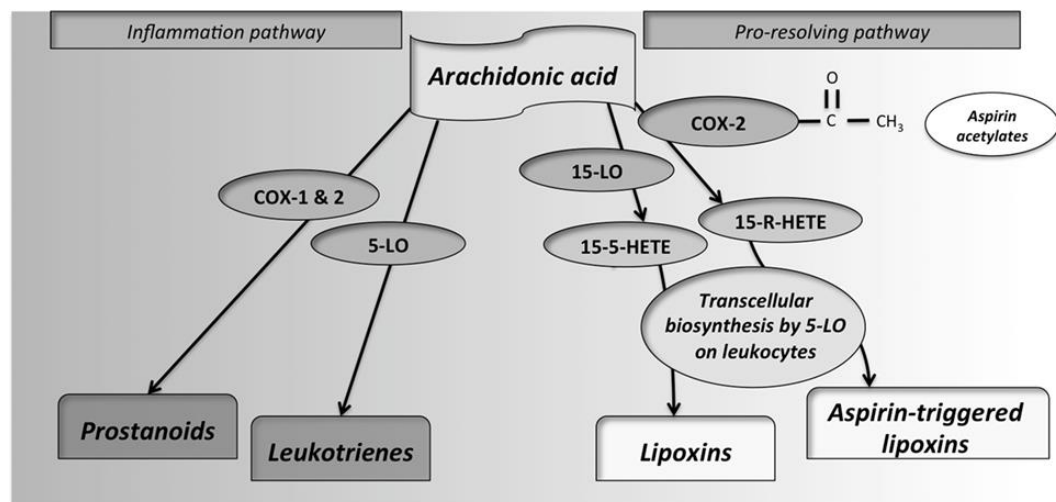 Inflammation pathway
Pro-resolving pathway
Arachidonic acid
O
C
CH3
COX-2
Aspirin
acetylates
15-LO
COX-1 & 2
15-R-HETE
5-LO
15-5-HETE
Transcellular
biosynthesis by 5-LO
on leukocytes
Prostanoids
Leukotrienes
Lipoxins
Aspirin-triggered
lipoxins